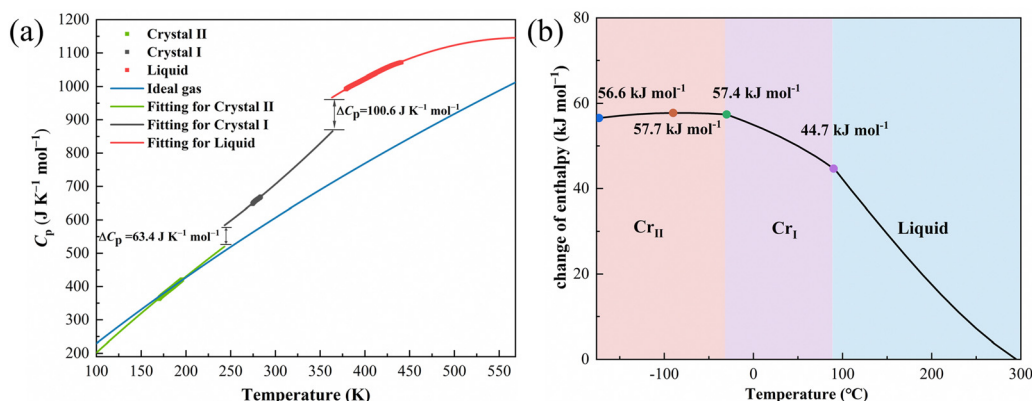 (a)
1200
1100
1000
900
800
700
600
500
400
300
200
Cp (J K⁻¹ mol⁻¹)
Crystal II
Crystal I
Liquid
Ideal gas
Fitting for Crystal II
Fitting for Crystal I
Fitting for Liquid
ΔCp=100.6 J K⁻¹ mol⁻¹
ΔCp =63.4 J K⁻¹ mol⁻¹
100 150 200 250 300 350 400 450 500 550
Temperature (K)
(b)
80
60
40
20
0
change of enthalpy (kJ mol⁻¹)
56.6 kJ mol⁻¹
57.4 kJ mol⁻¹
57.7 kJ mol⁻¹
44.7 kJ mol⁻¹
CrII
CrI
Liquid
-100 0 100 200 300
Temperature (°C)